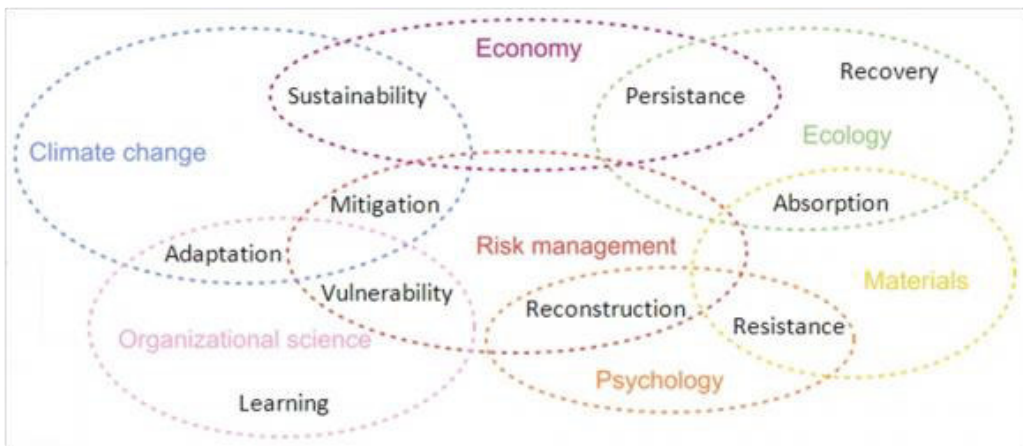 Economy
Recovery
Sustainability
Persistance
Ecology
Climate change
Mitigation
Absorption
Adaptation
Risk management
Materials
Vulnerability
Reconstruction
Resistance
Organizational science
Psychology
Learning